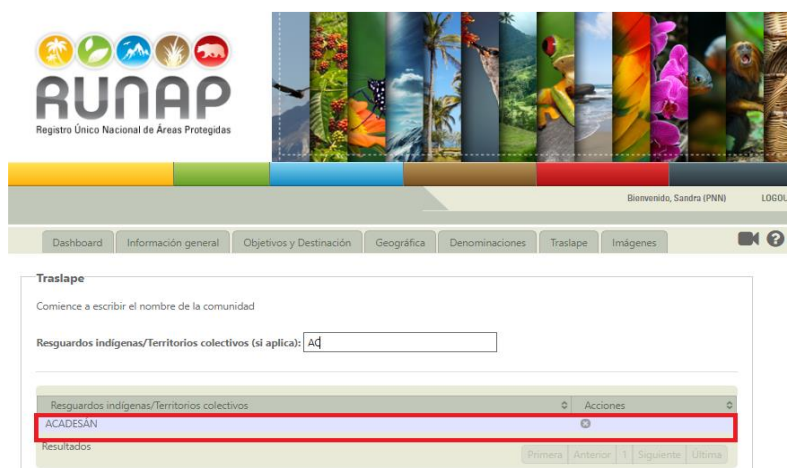 RUNAP
Registro Único Nacional de Áreas Protegidas
Bienvenido, Sandra (PNN) LOGOU
Dashboard Información general Objetivos y Destinación Geográfica Denominaciones Traslape Imágenes
Traslape
Comience a escribir el nombre de la comunidad
Resguardos indígenas/Territorios colectivos (si aplica): AC
Resguardos indígenas/Territorios colectivos Acciones
ACADESÁN
Resultados
Primera Anterior 1 Siguiente Última